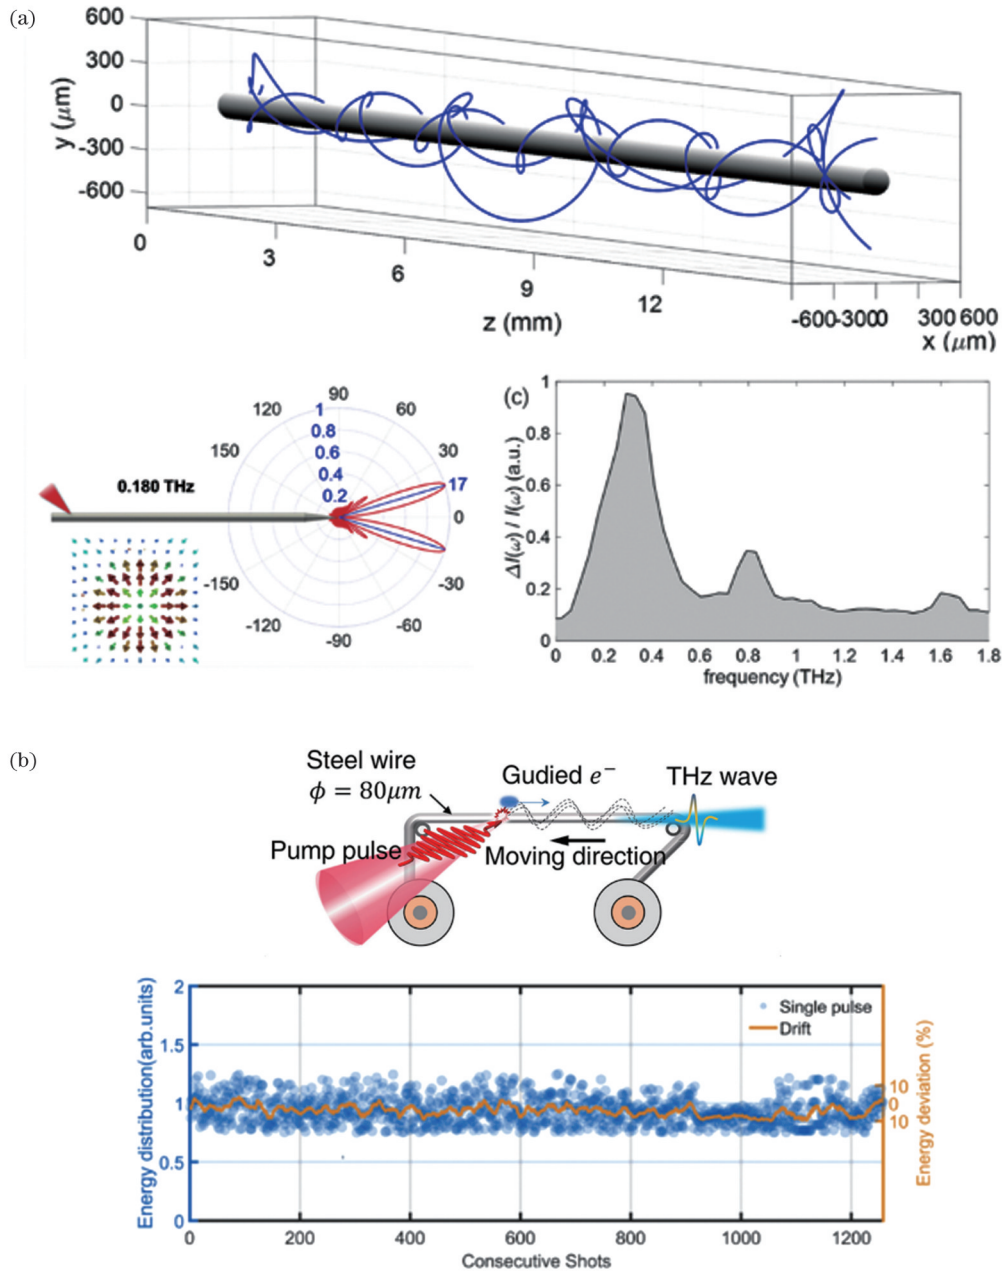 (a)
600
300
0
-300
-600
y (μm)
0
3
6
9
12
z (mm)
-600-3000 300 600
x (μm)
0.180 THz
90
120 60
150 30
1
0.8
0.6
0.4
0.2
17
0
-150 -30
-120 -60
-90
(c)
1
0.8
0.6
0.4
0.2
0
ΔI(ω) / I(ω) (a.u.)
0 0.2 0.4 0.6 0.8 1 1.2 1.4 1.6 1.8
frequency (THz)
(b)
Steel wire
ϕ = 80μm
Gudied e⁻
THz wave
Pump pulse
Moving direction
2
1.5
1
0.5
0
Energy distribution(arb.units)
Single pulse
Drift
10
0
10
Energy deviation (%)
0 200 400 600 800 1000 1200
Consecutive Shots